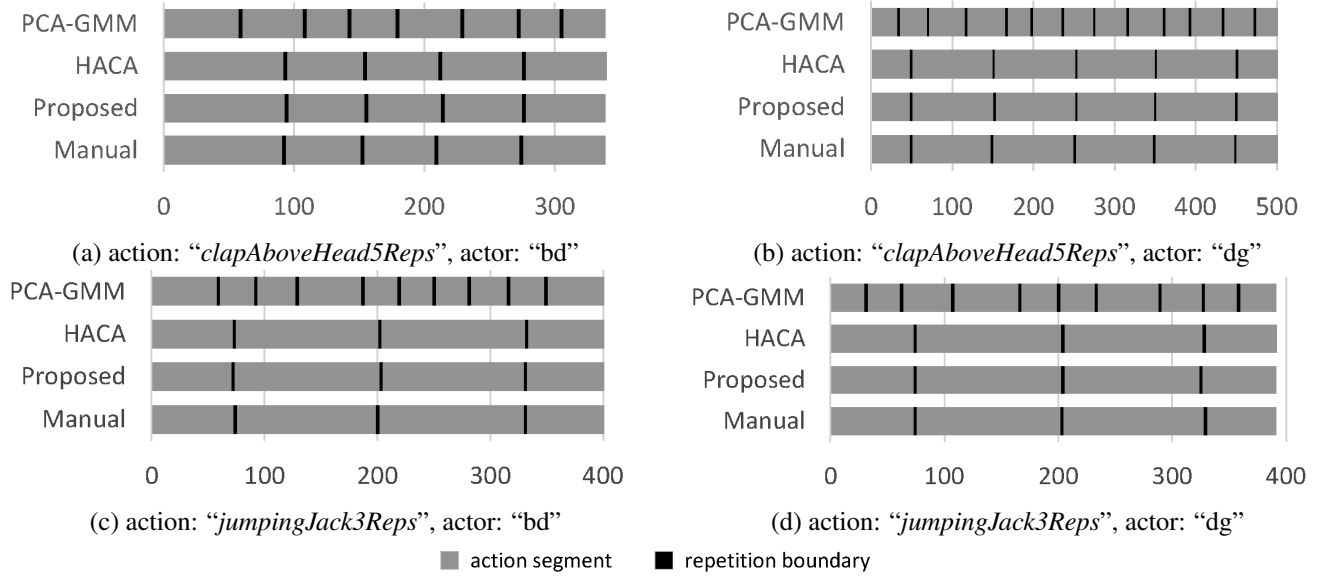 PCA-GMM
HACA
Proposed
Manual
0 100 200 300
(a) action: “clapAboveHead5Reps”, actor: “bd”
PCA-GMM
HACA
Proposed
Manual
0 100 200 300 400 500
(b) action: “clapAboveHead5Reps”, actor: “dg”
PCA-GMM
HACA
Proposed
Manual
0 100 200 300 400
(c) action: “jumpingJack3Reps”, actor: “bd”
PCA-GMM
HACA
Proposed
Manual
0 100 200 300 400
(d) action: “jumpingJack3Reps”, actor: “dg”
action segment repetition boundary